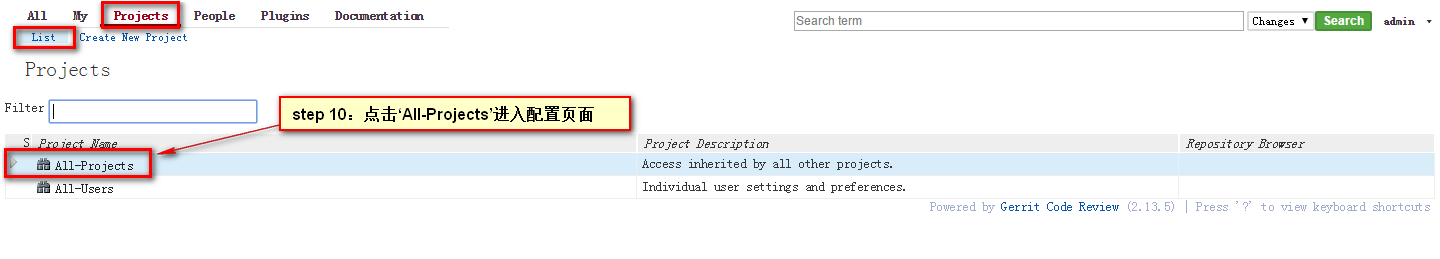 All My Projects People Plugins Documentation
Search term Changes Search admin
List Create New Project
Projects
Filter
step 10：点击‘All-Projects’进入配置页面
S Project Name Project Description Repository Browser
All-Projects Access inherited by all other projects.
All-Users Individual user settings and preferences.
Powered by Gerrit Code Review (2.13.5) | Press '?' to view keyboard shortcuts